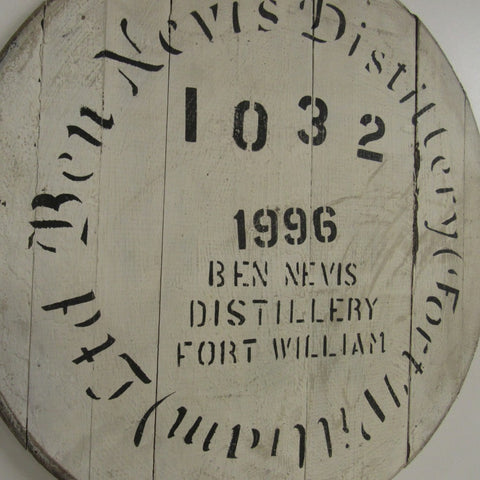 Ben Nevis Distillery (Fort William) Ltd
1032
1996
BEN NEVIS
DISTILLERY
FORT WILLIAM